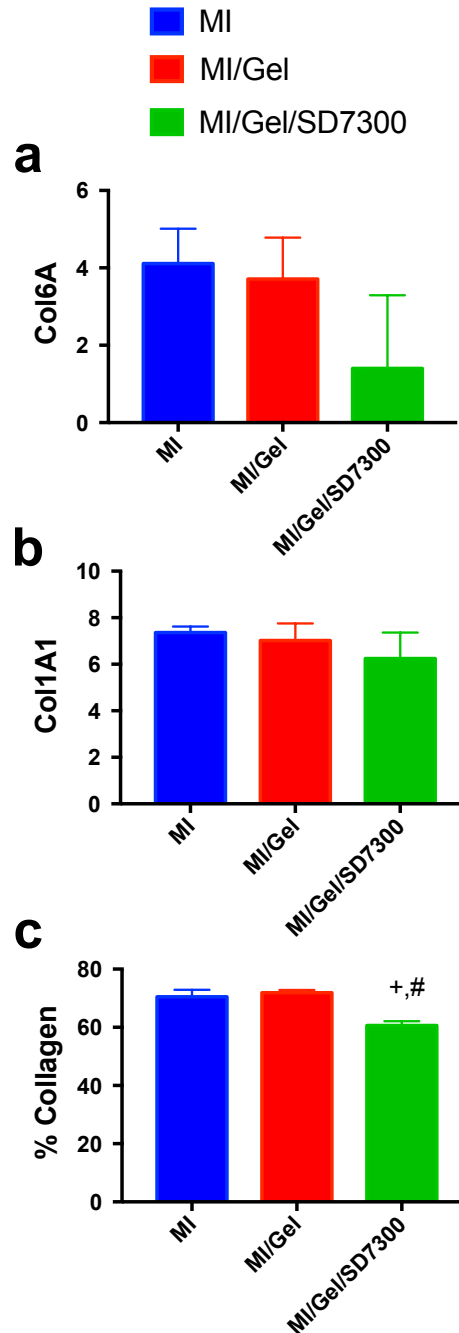 MI
MI/Gel
MI/Gel/SD7300
a
Col6A
6
4
2
0
MI
MI/Gel
MI/Gel/SD7300
b
Col1A1
10
8
6
4
2
0
MI
MI/Gel
MI/Gel/SD7300
c
% Collagen
80
60
40
20
0
+,#
MI
MI/Gel
MI/Gel/SD7300